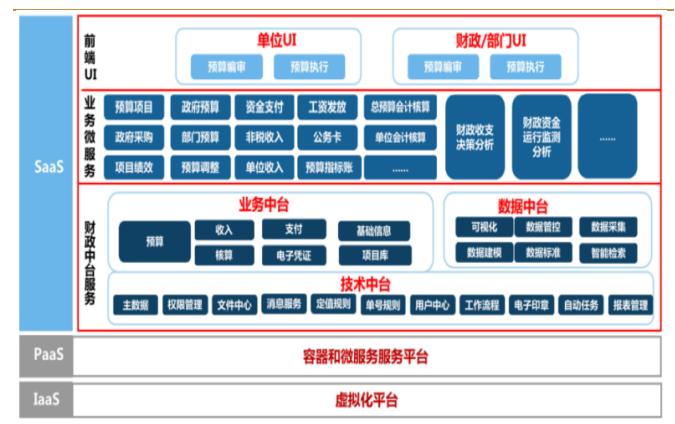 SaaS
前端UI
单位UI
预算编审 预算执行
财政/部门UI
预算编审 预算执行
业务微服务
预算项目 政府预算 资金支付 工资发放 总预算会计核算
政府采购 部门预算 非税收入 公务卡 单位会计核算
项目绩效 预算调整 单位收入 预算指标账 ......
财政收支
决策分析
财政资金
运行监测
分析
......
财政中台服务
业务中台
预算
收入 支付 基础信息
核算 电子凭证 项目库
数据中台
可视化 数据管控 数据采集
数据建模 数据标准 智能检索
技术中台
主数据 权限管理 文件中心 消息服务 定值规则 单号规则 用户中心 工作流程 电子印章 自动任务 报表管理
PaaS
容器和微服务服务平台
IaaS
虚拟化平台